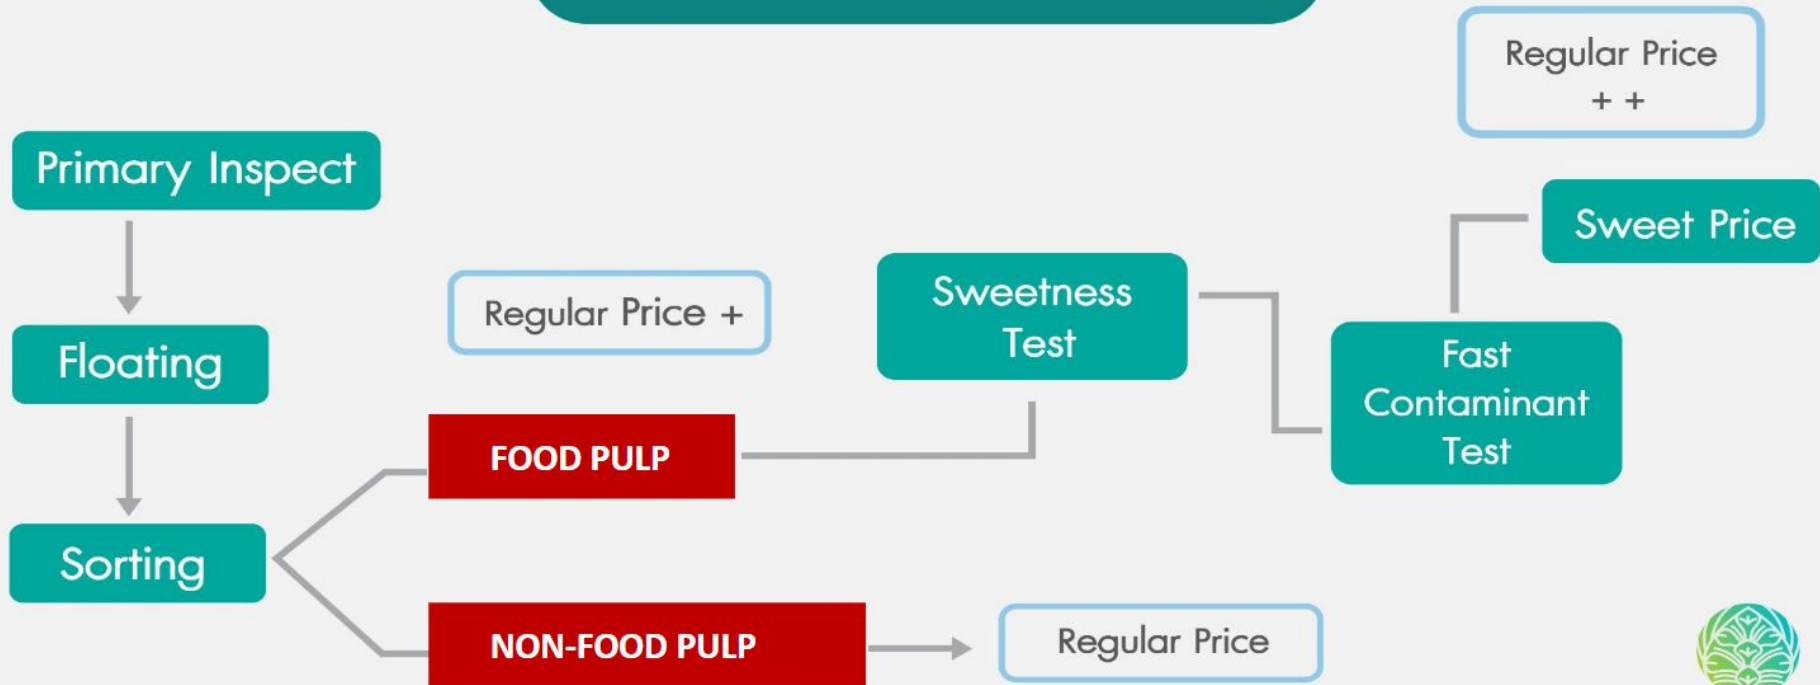 Regular Price
+ +
Primary Inspect
Sweet Price
Regular Price +
Sweetness
Test
Floating
Fast
Contaminant
Test
FOOD PULP
Sorting
NON-FOOD PULP
Regular Price